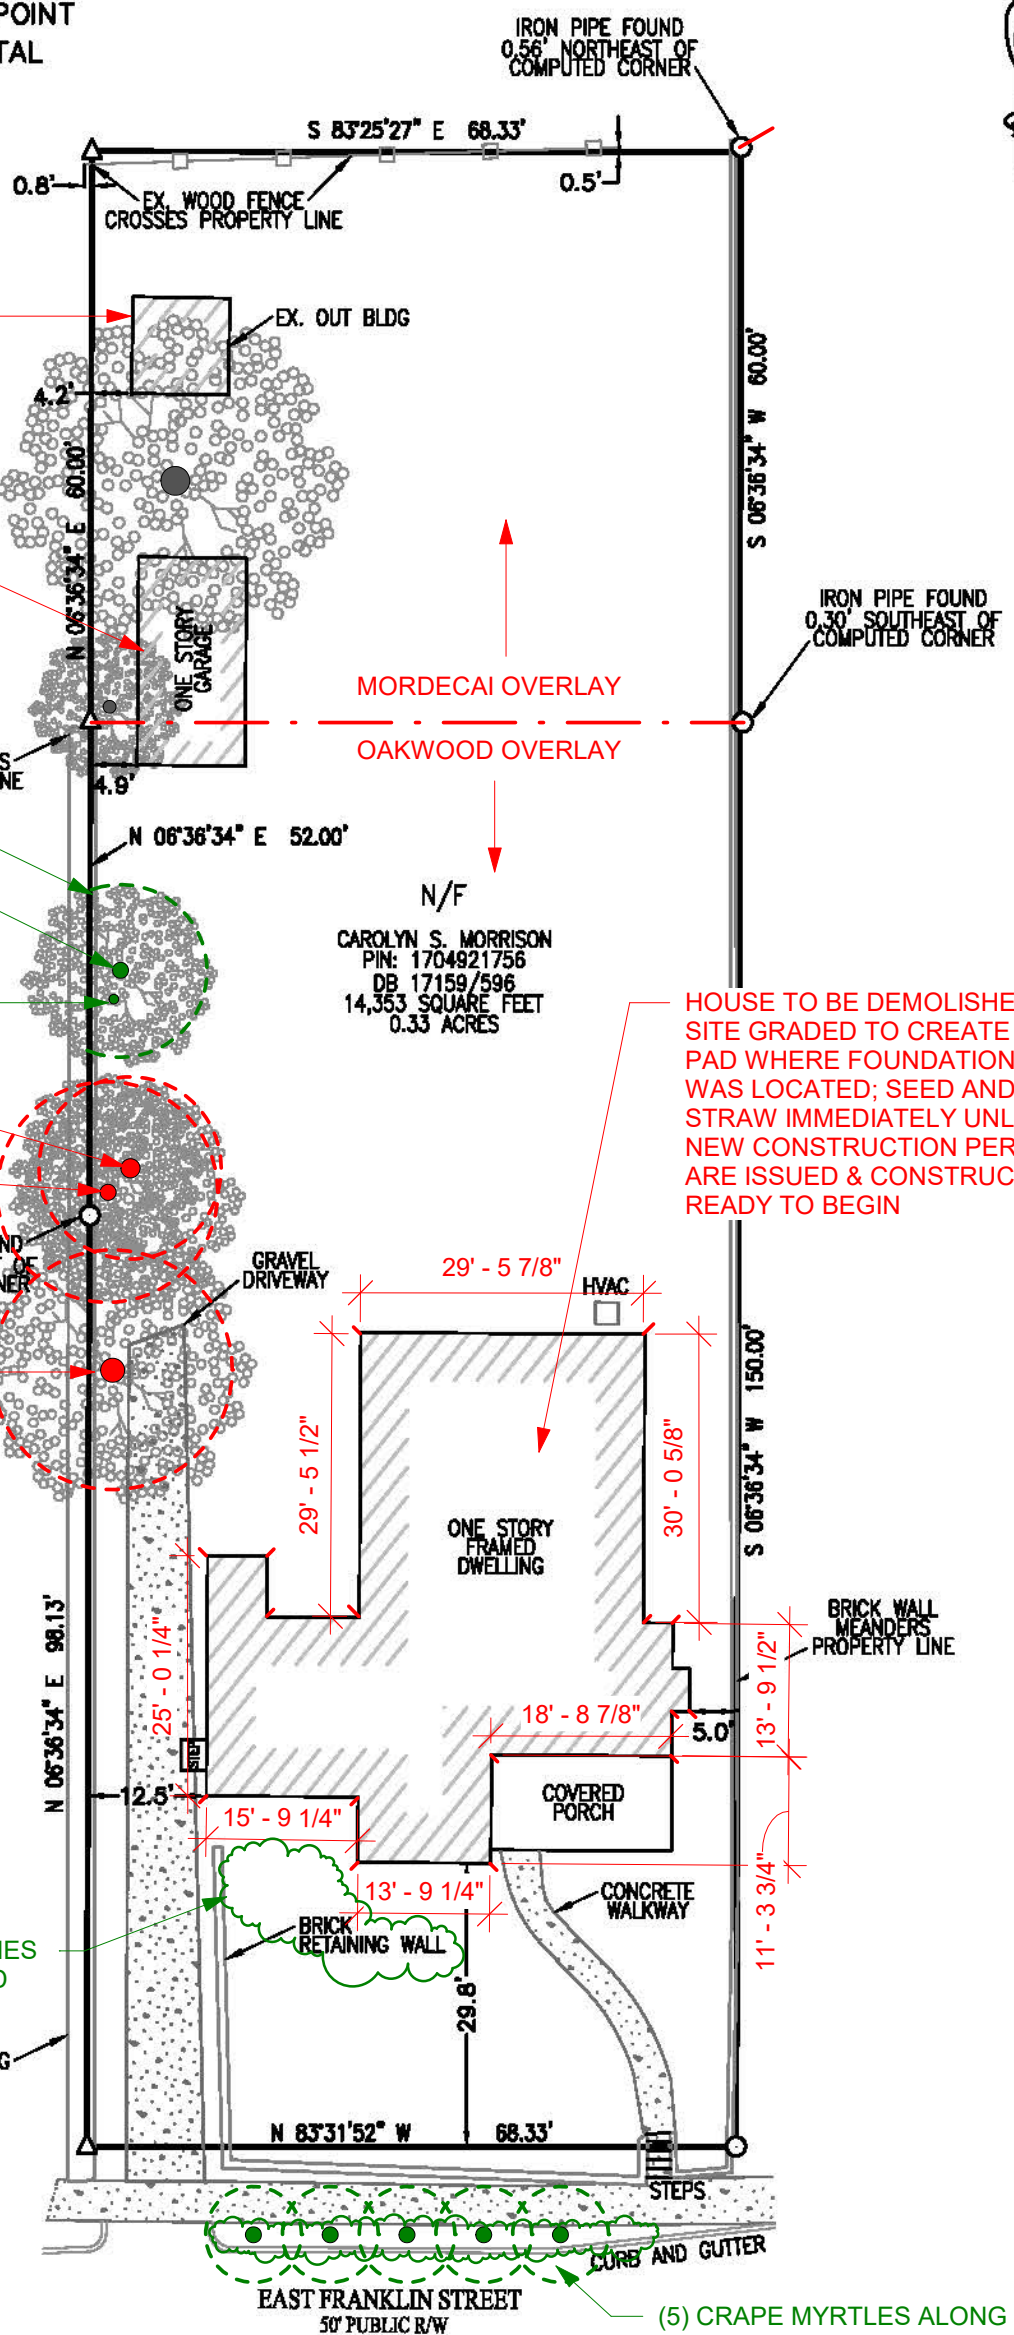 POINT
TAL
IRON PIPE FOUND
0.56' NORTHEAST OF
COMPUTED CORNER
S 83°25'27" E 68.33'
0.8'
0.5'
EX. WOOD FENCE
CROSSES PROPERTY LINE
EX. OUT BLDG
4.2'
N 06°36'34" E 60.00'
S 06°36'34" W 60.00'
ONE STORY
GARAGE
IRON PIPE FOUND
0.30' SOUTHEAST OF
COMPUTED CORNER
MORDECAI OVERLAY
OAKWOOD OVERLAY
S
NE
4.9'
N 06°36'34" E 52.00'
N/F
CAROLYN S. MORRISON
PIN: 1704921756
DB 17159/596
14,353 SQUARE FEET
0.33 ACRES
HOUSE TO BE DEMOLISHE
SITE GRADED TO CREATE
PAD WHERE FOUNDATION
WAS LOCATED; SEED AND
STRAW IMMEDIATELY UNL
NEW CONSTRUCTION PER
ARE ISSUED & CONSTRUC
READY TO BEGIN
ND
OF
NER
GRAVEL
DRIVEWAY
29' - 5 7/8"
HVAC
29' - 5 1/2"
30' - 0 5/8"
S 06°36'34" W 150.00'
ONE STORY
FRAMED
DWELLING
N 06°36'34" E 98.13'
25' - 0 1/4"
BRICK WALL
MEANDERS
PROPERTY LINE
13' - 9 1/2"
18' - 8 7/8"
5.0'
STEP
12.5'
COVERED
PORCH
15' - 9 1/4"
13' - 9 1/4"
11' - 3 3/4"
CONCRETE
WALKWAY
BRICK
RETAINING WALL
HES
D
29.8'
G
N 83°31'52" W 68.33'
STEPS
CURB AND GUTTER
EAST FRANKLIN STREET
50' PUBLIC R/W
(5) CRAPE MYRTLES ALONG